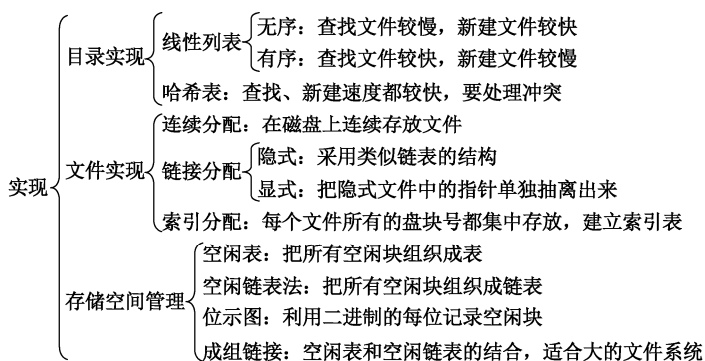 实现
目录实现
线性列表
无序：查找文件较慢，新建文件较快
有序：查找文件较快，新建文件较慢
哈希表：查找、新建速度都较快，要处理冲突
文件实现
连续分配：在磁盘上连续存放文件
链接分配
隐式：采用类似链表的结构
显式：把隐式文件中的指针单独抽离出来
索引分配：每个文件所有的盘块号都集中存放，建立索引表
存储空间管理
空闲表：把所有空闲块组织成表
空闲链表法：把所有空闲块组织成链表
位示图：利用二进制的每位记录空闲块
成组链接：空闲表和空闲链表的结合，适合大的文件系统